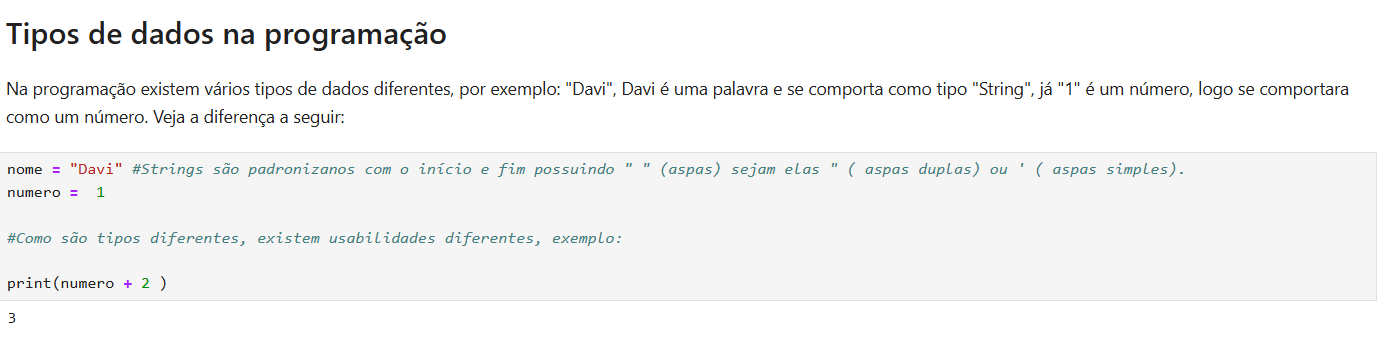 Tipos de dados na programação
Na programação existem vários tipos de dados diferentes, por exemplo: "Davi", Davi é uma palavra e se comporta como tipo "String", já "1" é um número, logo se comportara
como um número. Veja a diferença a seguir:
nome = "Davi" #Strings são padronizanos com o início e fim possuindo " " (aspas) sejam elas " ( aspas duplas) ou ' ( aspas simples).
numero =  1
#Como são tipos diferentes, existem usabilidades diferentes, exemplo:
print(numero + 2 )
3